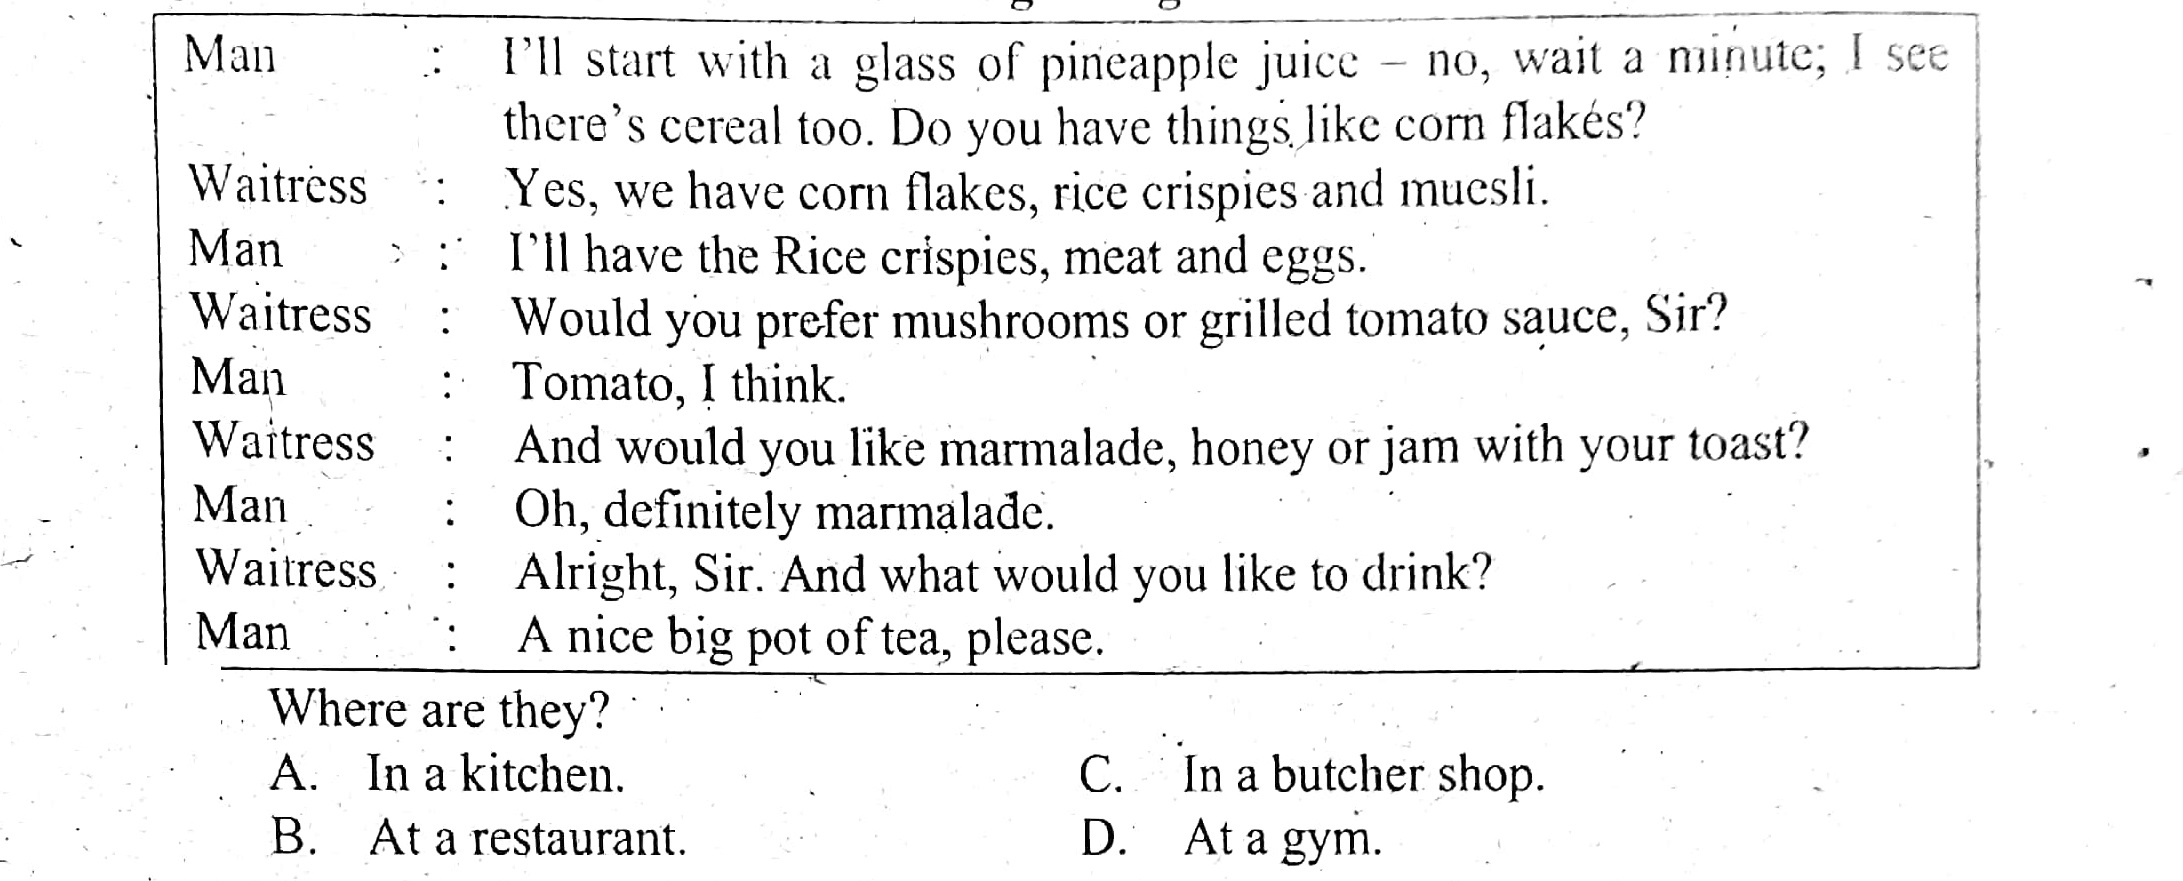 Man : I'll start with a glass of pineapple juice – no, wait a minute; I see
there's cereal too. Do you have things like corn flakes?
Waitress : Yes, we have corn flakes, rice crispies and muesli.
Man : I'll have the Rice crispies, meat and eggs.
Waitress : Would you prefer mushrooms or grilled tomato sauce, Sir?
Man : Tomato, I think.
Waitress : And would you like marmalade, honey or jam with your toast?
Man : Oh, definitely marmalade.
Waitress : Alright, Sir. And what would you like to drink?
Man : A nice big pot of tea, please.
Where are they?
A. In a kitchen. C. In a butcher shop.
B. At a restaurant. D. At a gym.